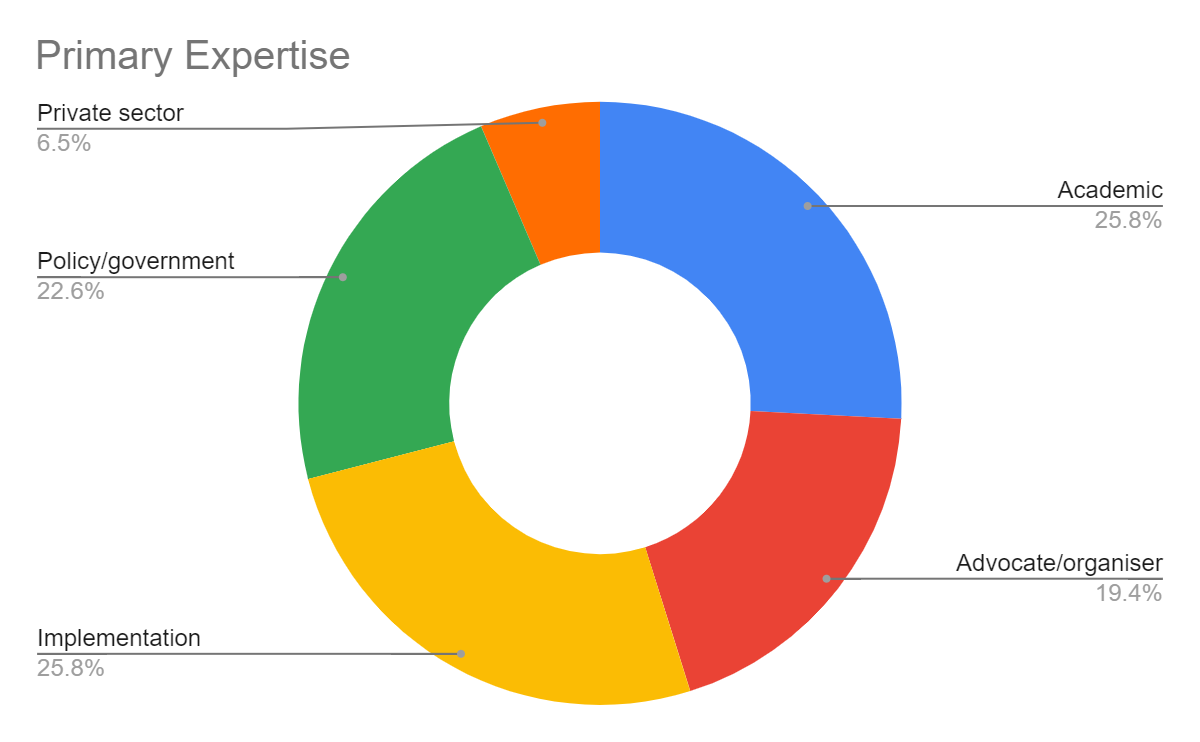 Primary Expertise
Private sector
6.5%
Academic
25.8%
Policy/government
22.6%
Advocate/organiser
19.4%
Implementation
25.8%